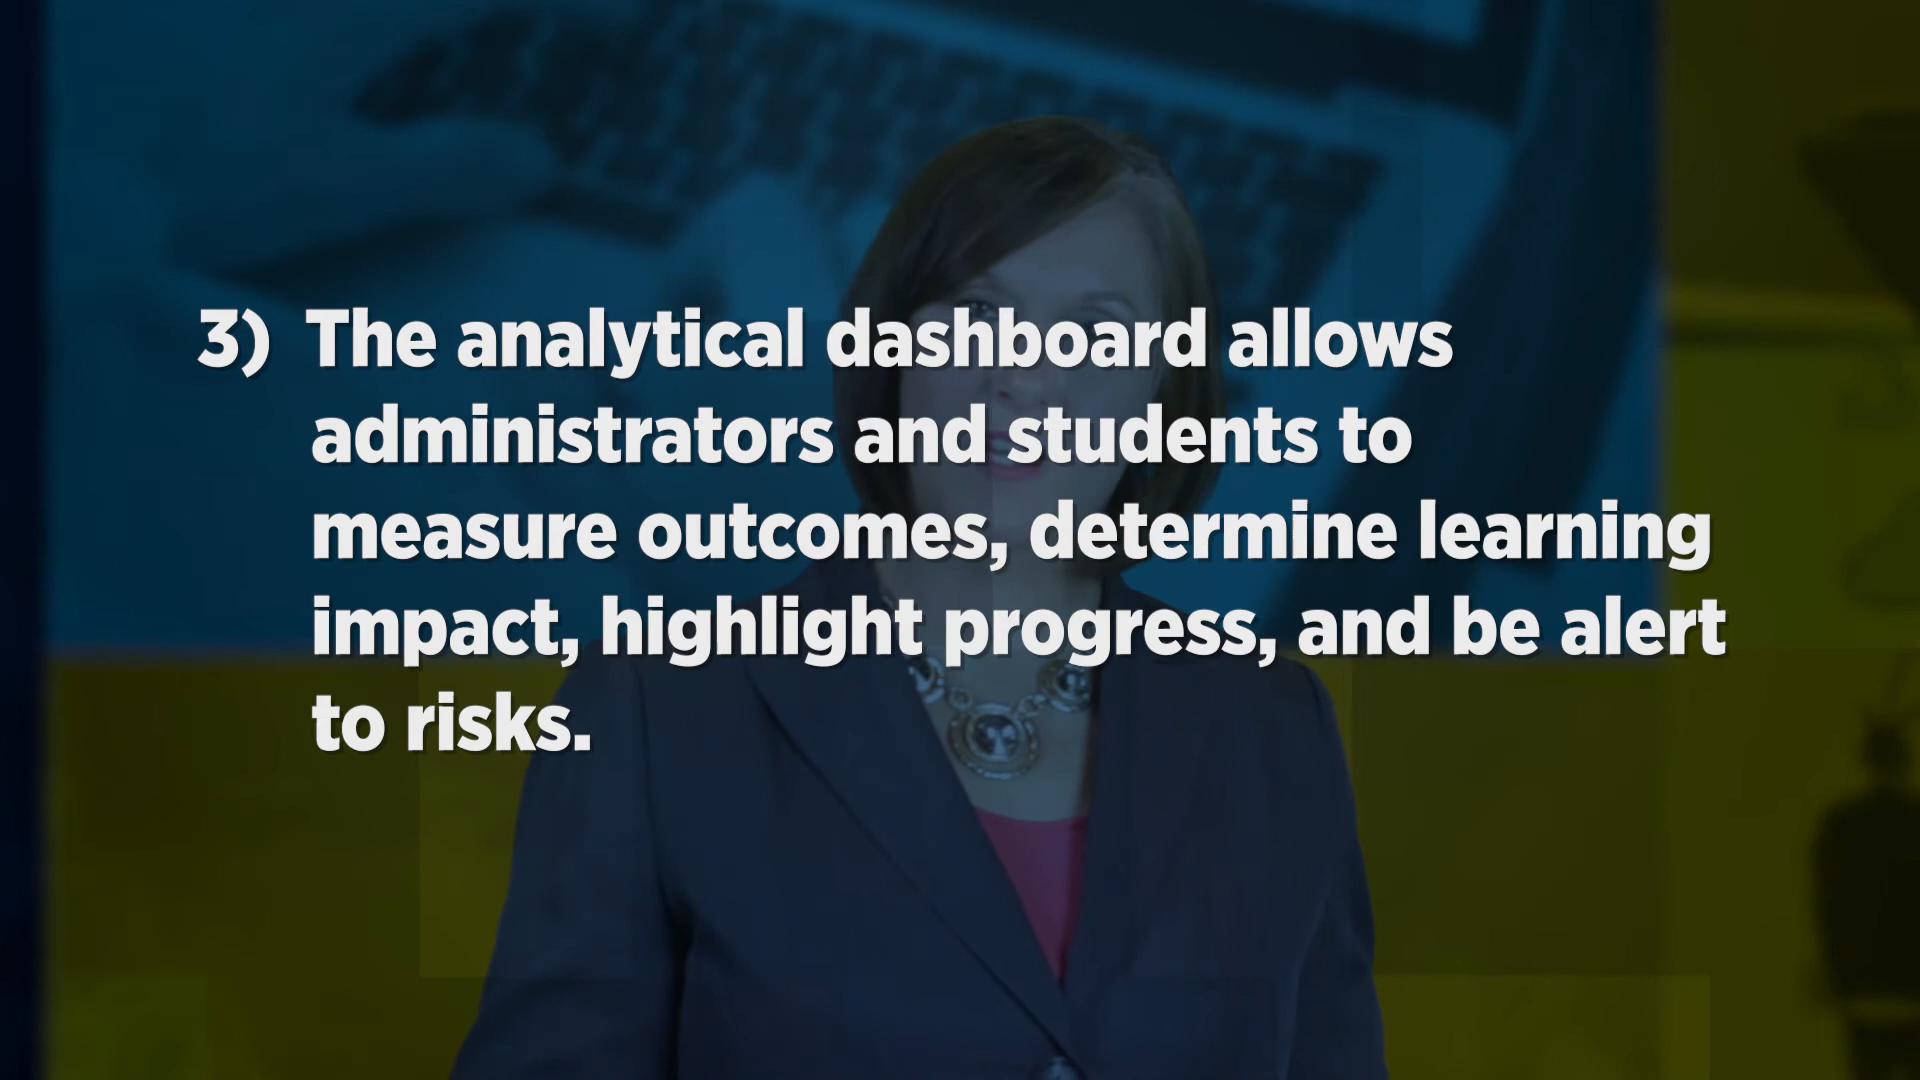 3) The analytical dashboard allows
administrators and students to
measure outcomes, determine learning
impact, highlight progress, and be alert
to risks.